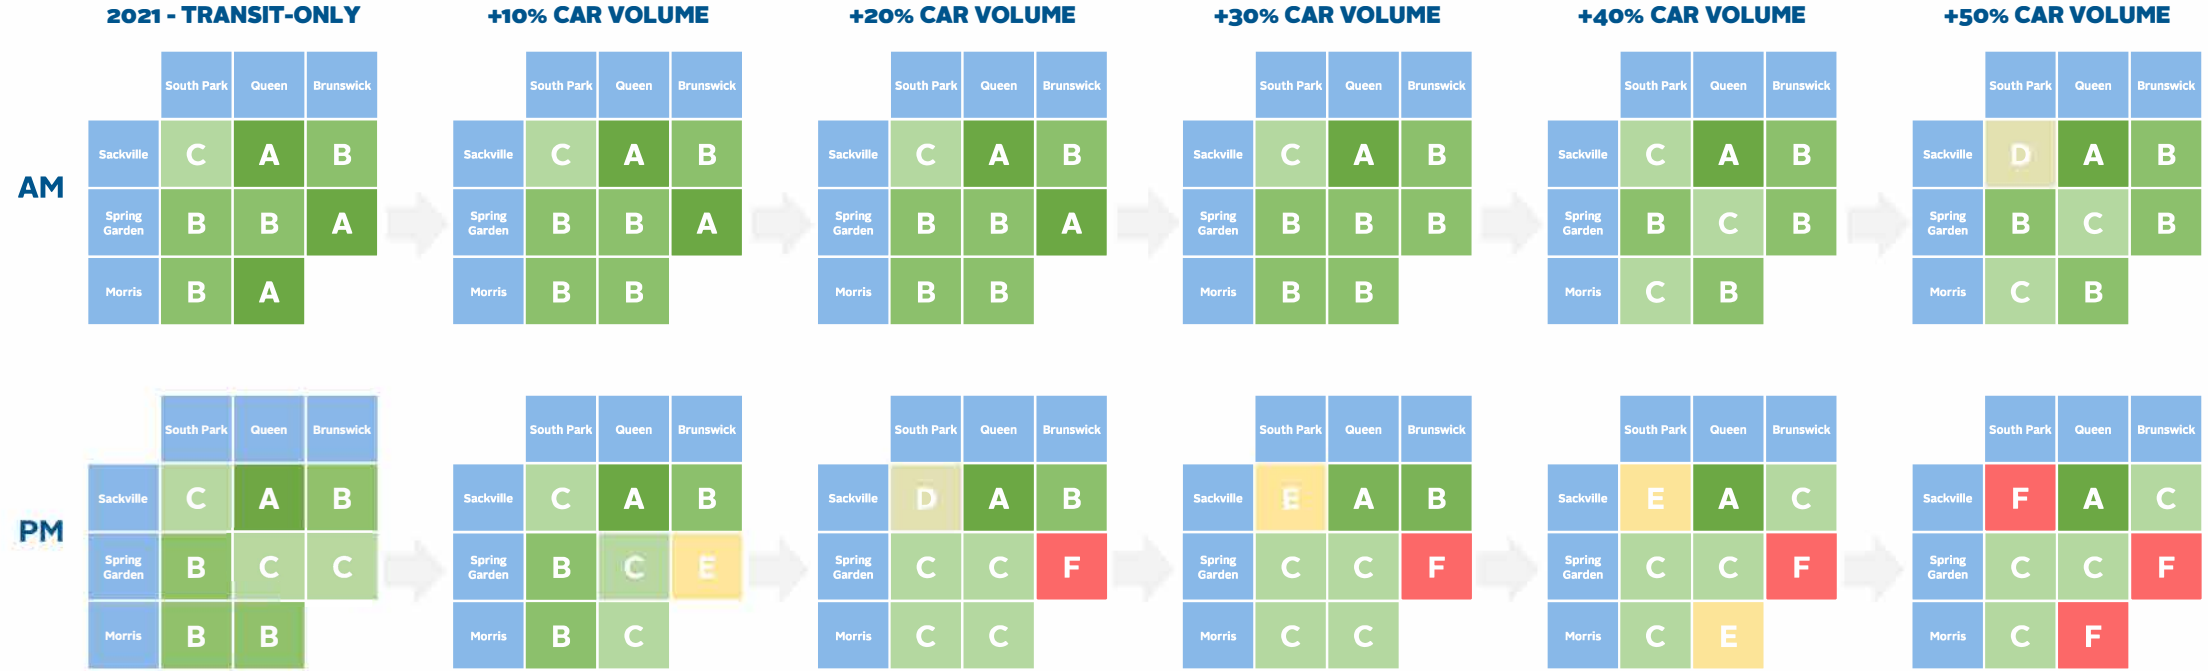 2021 - TRANSIT-ONLY +10% CAR VOLUME +20% CAR VOLUME +30% CAR VOLUME +40% CAR VOLUME +50% CAR VOLUME
South Park Queen Brunswick South Park Queen Brunswick South Park Queen Brunswick South Park Queen Brunswick South Park Queen Brunswick South Park Queen Brunswick
Sackville C A B Sackville C A B Sackville C A B Sackville C A B Sackville C A B Sackville D A B
AM
Spring Garden B B A Spring Garden B B A Spring Garden B B A Spring Garden B B B Spring Garden B C B Spring Garden B C B
Morris B A Morris B B Morris B B Morris B B Morris C B Morris C B
South Park Queen Brunswick South Park Queen Brunswick South Park Queen Brunswick South Park Queen Brunswick South Park Queen Brunswick South Park Queen Brunswick
Sackville C A B Sackville C A B Sackville D A B Sackville E A B Sackville E A C Sackville F A C
PM
Spring Garden B C C Spring Garden B C E Spring Garden C C F Spring Garden C C F Spring Garden C C F Spring Garden C C F
Morris B B Morris B C Morris C C Morris C C Morris C E Morris C F